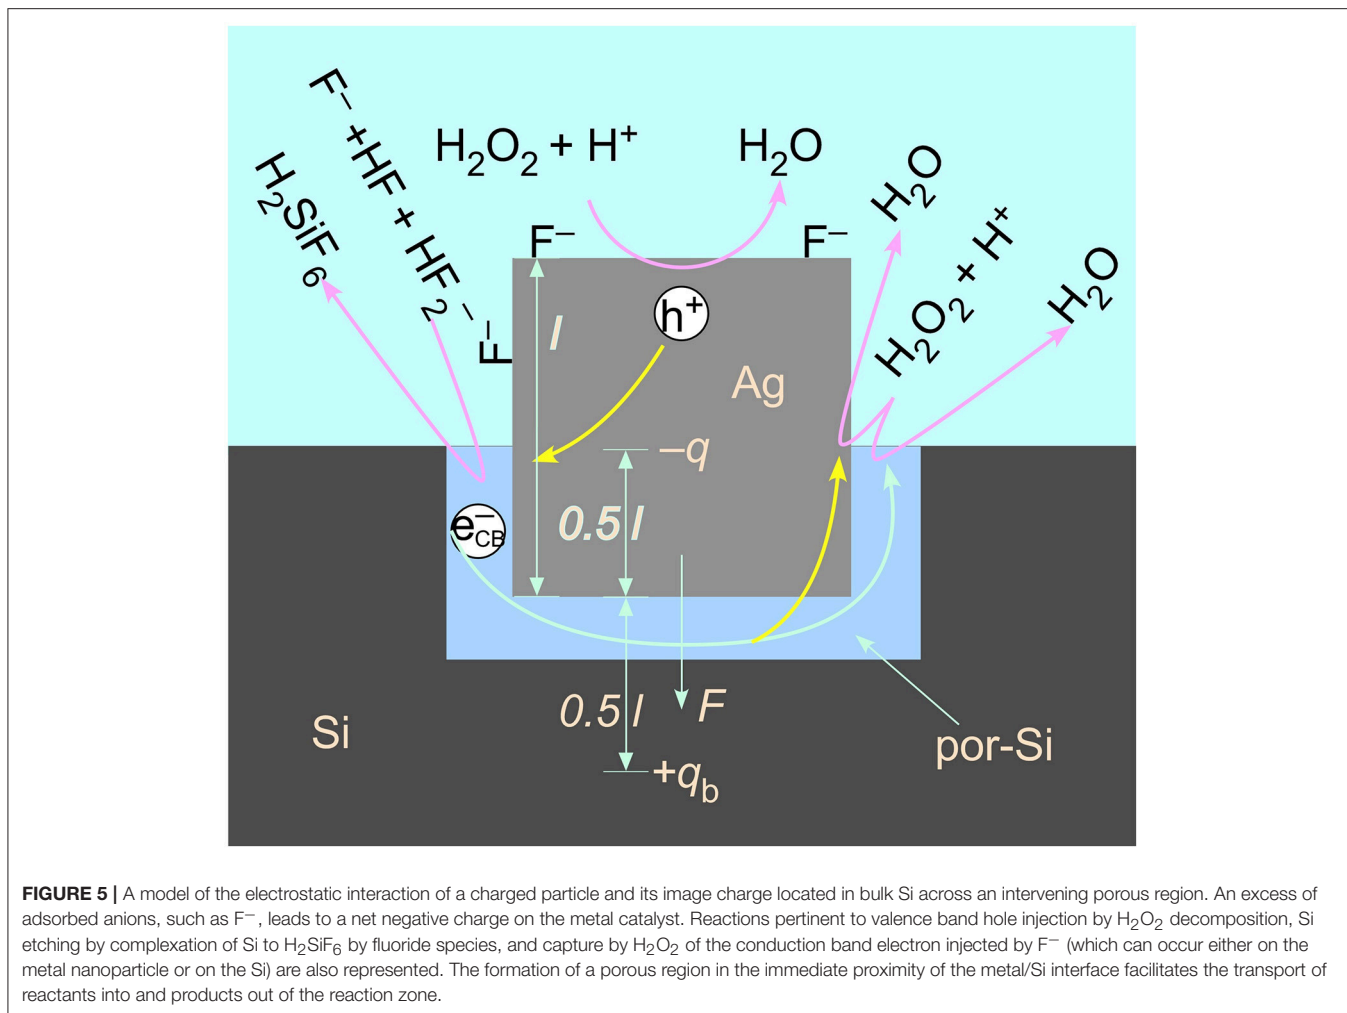 F⁻ +HF + HF₂⁻
H₂SiF₆
H₂O₂ + H⁺
H₂O
H₂O
H₂O₂ + H⁺
H₂O
F⁻
F⁻
F⁻
l
h⁺
Ag
–q
0.5 l
e⁻CB
0.5 l
F
Si
por-Si
+qb
FIGURE 5 | A model of the electrostatic interaction of a charged particle and its image charge located in bulk Si across an intervening porous region. An excess of
adsorbed anions, such as F⁻, leads to a net negative charge on the metal catalyst. Reactions pertinent to valence band hole injection by H₂O₂ decomposition, Si
etching by complexation of Si to H₂SiF₆ by fluoride species, and capture by H₂O₂ of the conduction band electron injected by F⁻ (which can occur either on the
metal nanoparticle or on the Si) are also represented. The formation of a porous region in the immediate proximity of the metal/Si interface facilitates the transport of
reactants into and products out of the reaction zone.